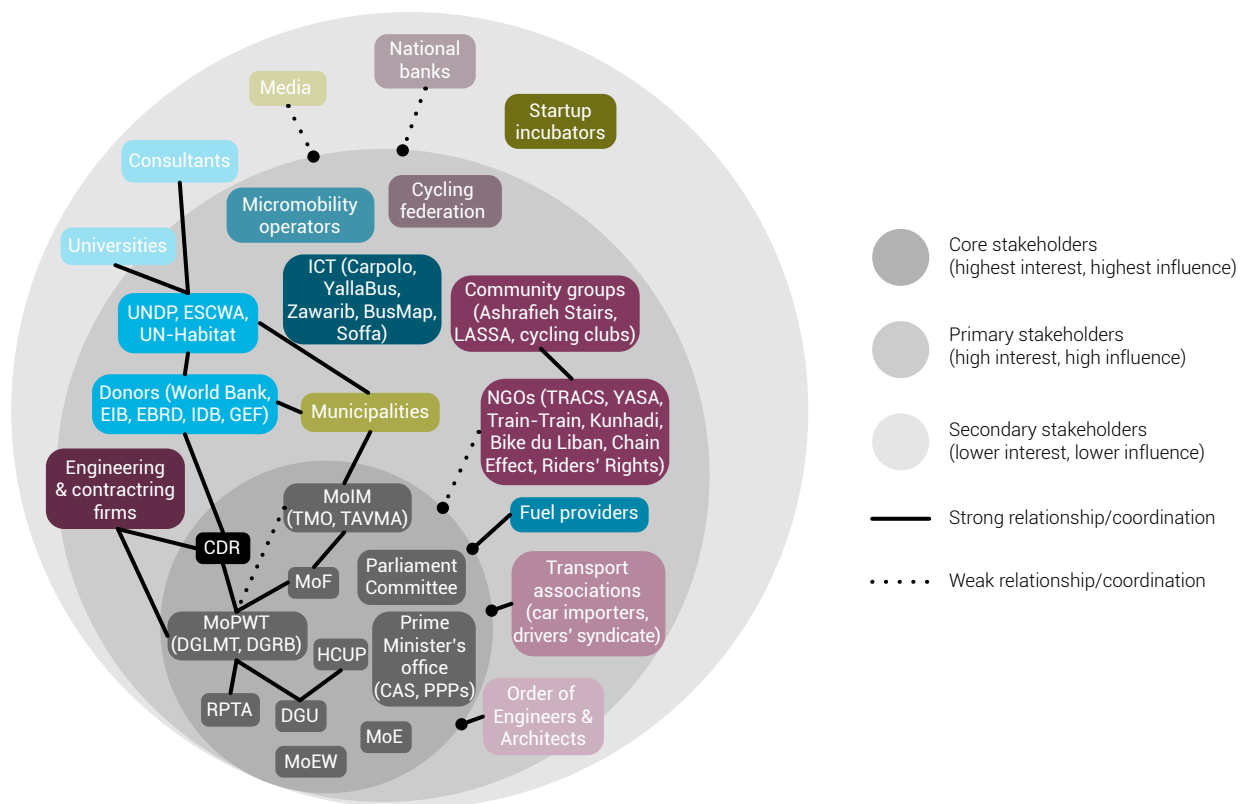 National
banks
Media
Startup
incubators
Consultants
Cycling
federation
Micromobility
operators
Universities
ICT (Carpolo,
YallaBus,
Zawarib, BusMap,
Soffa)
Community groups
(Ashrafieh Stairs,
LASSA, cycling clubs)
UNDP, ESCWA,
UN-Habitat
Donors (World Bank,
EIB, EBRD, IDB, GEF)
Municipalities
NGOs (TRACS, YASA,
Train-Train, Kunhadi,
Bike du Liban, Chain
Effect, Riders' Rights)
Engineering
& contractring
firms
MoIM
(TMO, TAVMA)
Fuel providers
CDR
MoF
Parliament
Committee
Transport
associations
(car importers,
drivers' syndicate)
MoPWT
(DGLMT, DGRB)
HCUP
Prime
Minister's
office
(CAS, PPPs)
RPTA
DGU
MoE
MoEW
Order of
Engineers &
Architects
Core stakeholders
(highest interest, highest influence)
Primary stakeholders
(high interest, high influence)
Secondary stakeholders
(lower interest, lower influence)
Strong relationship/coordination
Weak relationship/coordination